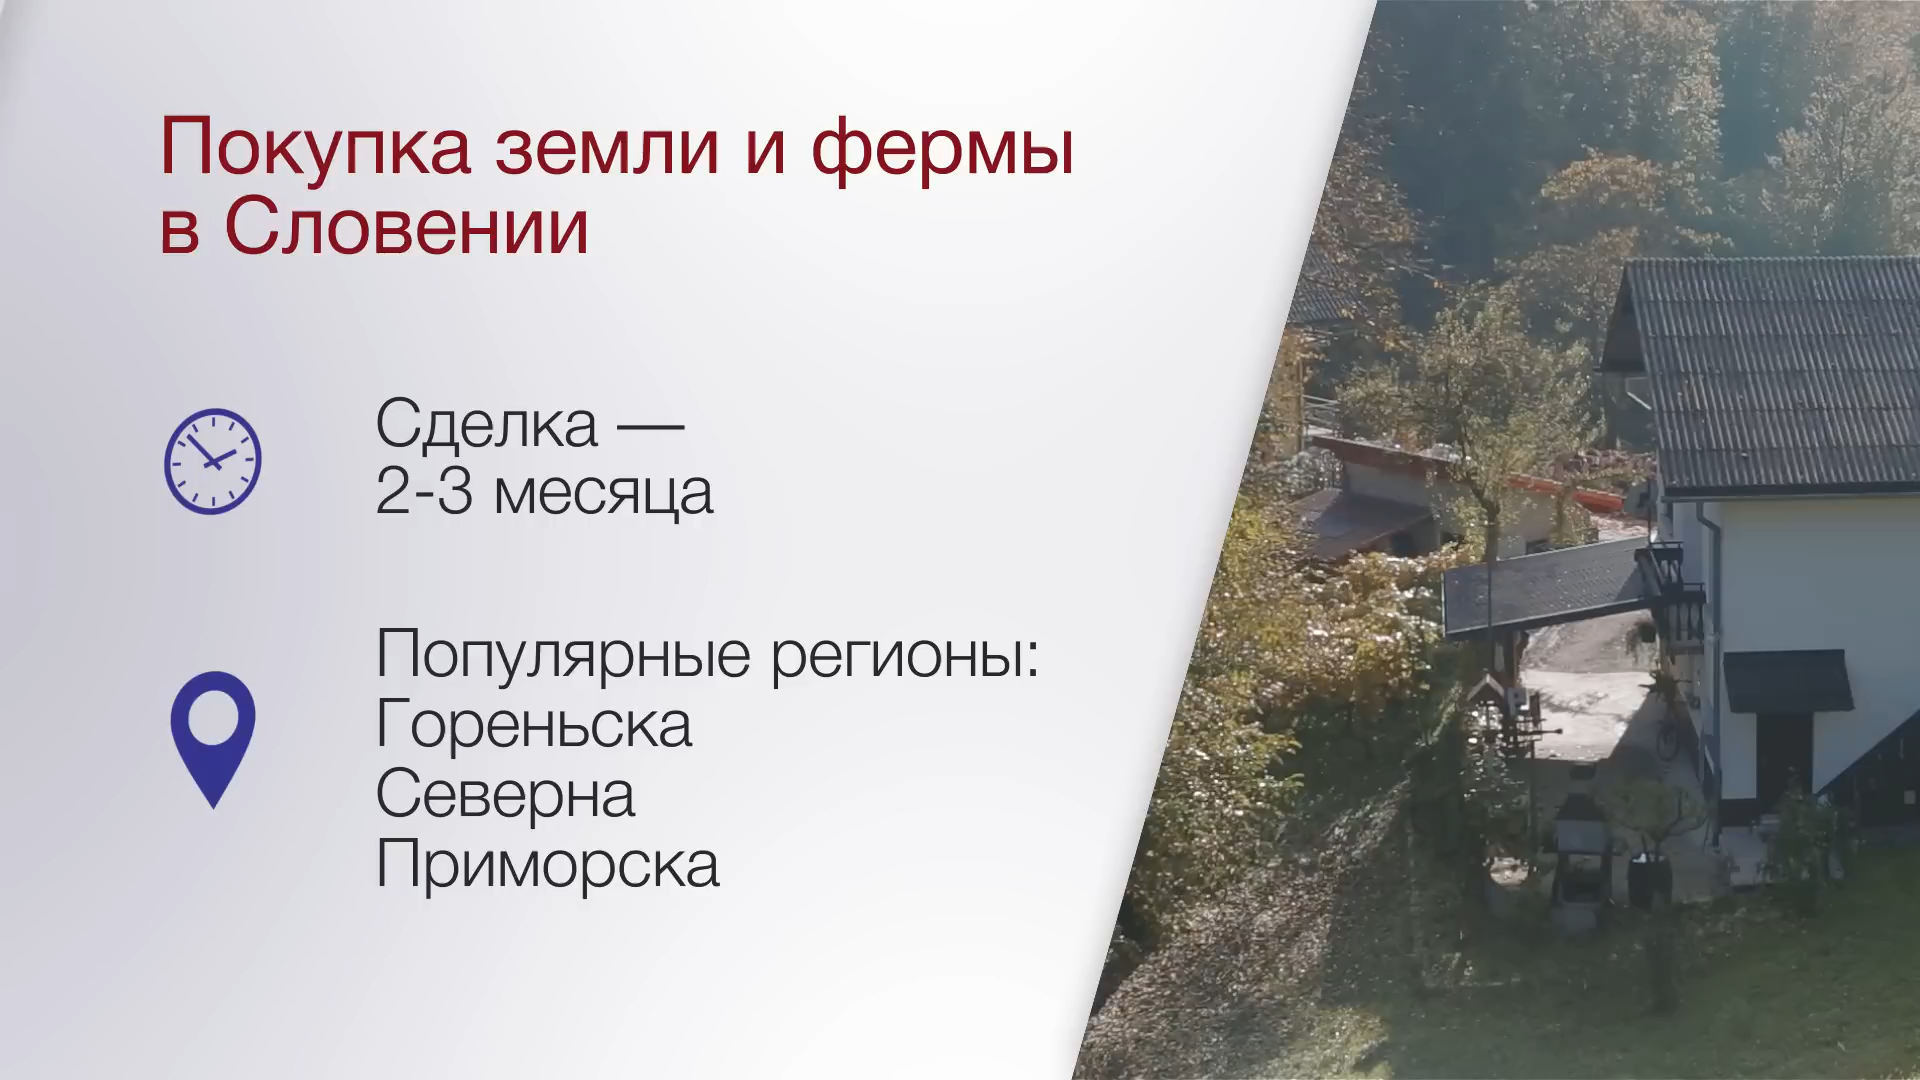 Покупка земли и фермы
в Словении
Сделка —
2-3 месяца
Популярные регионы:
Гореньска
Северна
Приморска